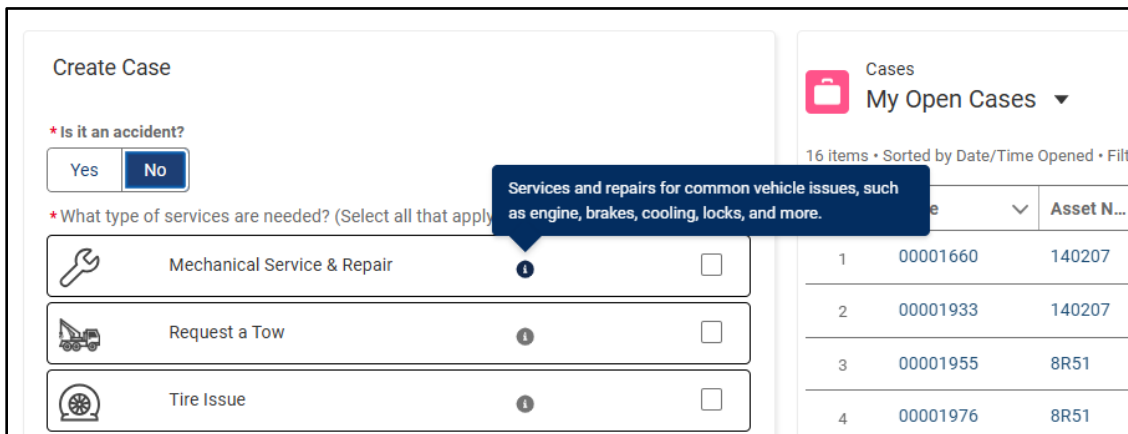 Create Case
* Is it an accident?
Yes No
* What type of services are needed? (Select all that apply
Services and repairs for common vehicle issues, such
as engine, brakes, cooling, locks, and more.
Mechanical Service & Repair
Request a Tow
Tire Issue
Cases
My Open Cases
16 items • Sorted by Date/Time Opened •
Asset N...
1 00001660 140207
2 00001933 140207
3 00001955 8R51
4 00001976 8R51